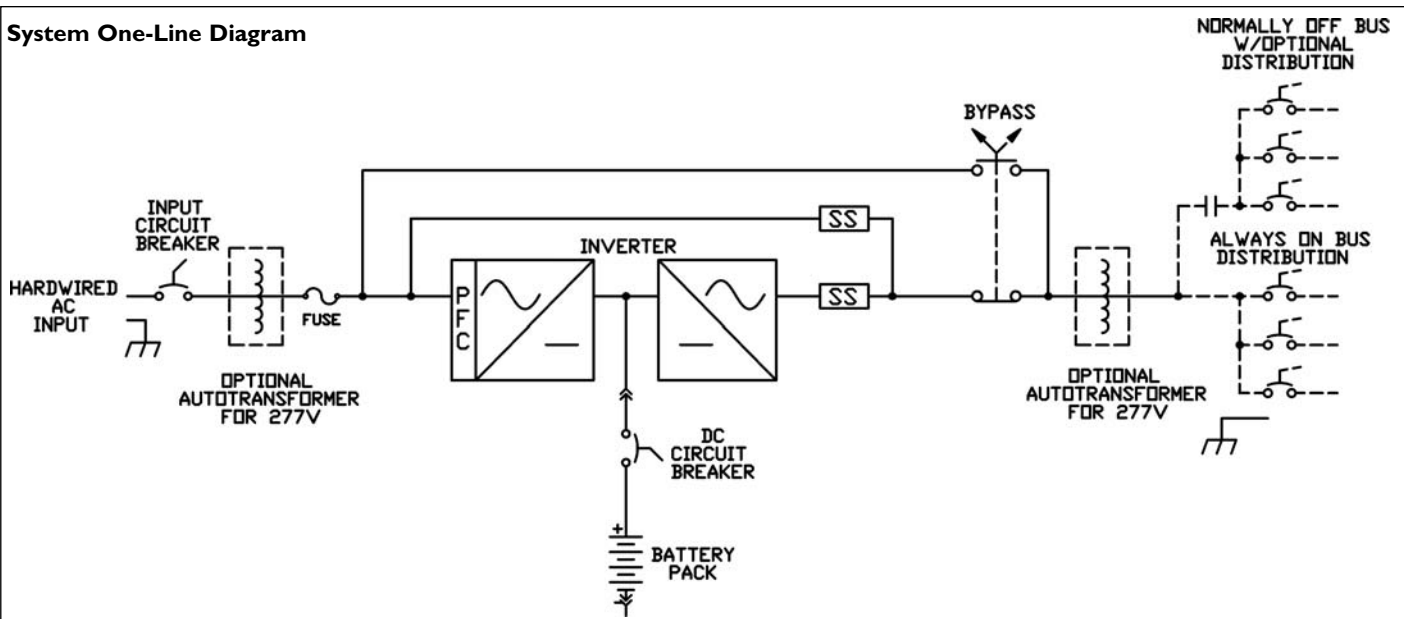 System One-Line Diagram
NORMALLY OFF BUS
W/OPTIONAL
DISTRIBUTION
BYPASS
INPUT
CIRCUIT
BREAKER
SS
ALWAYS ON BUS
DISTRIBUTION
INVERTER
HARDWIRED
AC
INPUT
FUSE
P
F
C
SS
OPTIONAL
AUTOTRANSFORMER
FOR 277V
OPTIONAL
AUTOTRANSFORMER
FOR 277V
DC
CIRCUIT
BREAKER
+
BATTERY
PACK
-